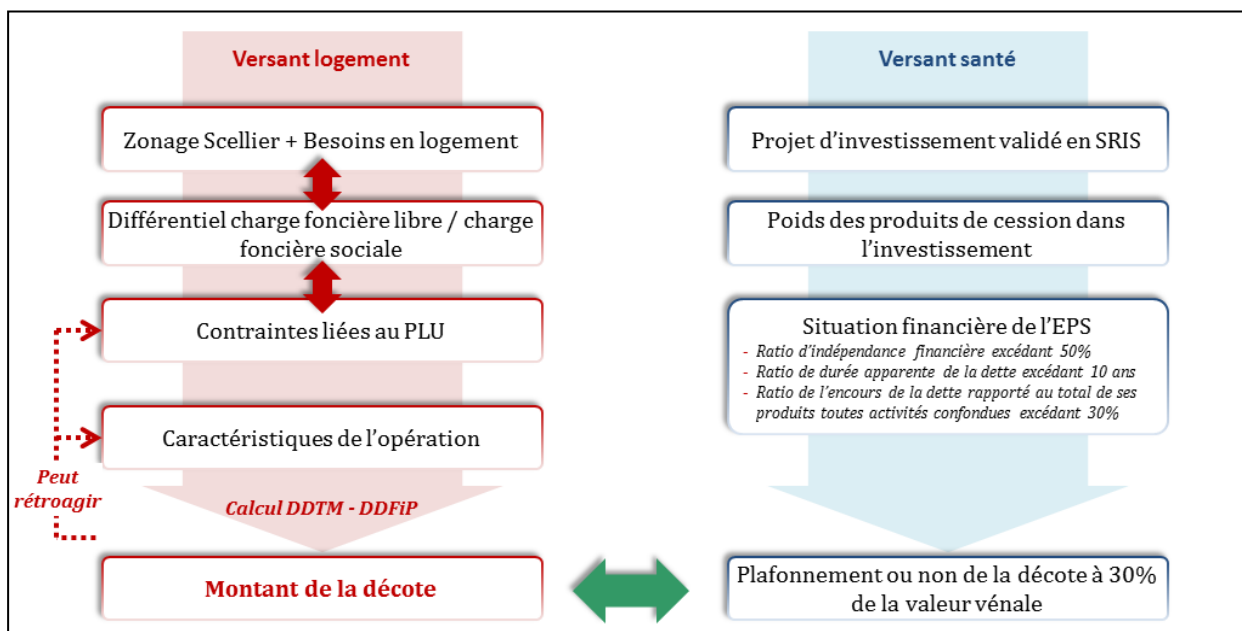 Versant logement
Zonage Scellier + Besoins en logement
Différentiel charge foncière libre / charge
foncière sociale
Contraintes liées au PLU
Caractéristiques de l'opération
Peut
rétroagir
Calcul DDTM - DDFiP
Montant de la décote
Versant santé
Projet d'investissement validé en SRIS
Poids des produits de cession dans
l'investissement
Situation financière de l'EPS
- Ratio d'indépendance financière excédant 50%
- Ratio de durée apparente de la dette excédant 10 ans
- Ratio de l'encours de la dette rapporté au total de ses
produits toutes activités confondues excédant 30%
Plafonnement ou non de la décote à 30%
de la valeur vénale